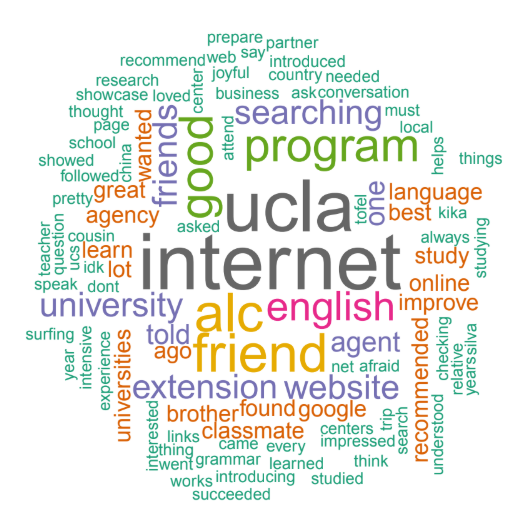 prepare
partner
recommend
web
say
introduced
joyful
research
country
needed
showcase
loved
center
business
ask
conversation
thought
wanted
friends
good
searching
must
page
attend
program
local
school
china
helps
things
showed
followed
great
ucla
tofel
one
language
pretty
agency
asked
best
kika
teacher
question
cousin
internet
always
studying
ucs
learn
study
idk
lot
speak
dont
online
university
alc
english
improve
surfing
told
agent
universities
ago
friend
recommended
checking
relative
years
silva
year
intensive
experience
net
afraid
extension
website
brother
found
google
trip
search
understood
interested
links
classmate
centers
thing
came
every
impressed
went
grammar
learned
think
works
introducing
studied
succeeded